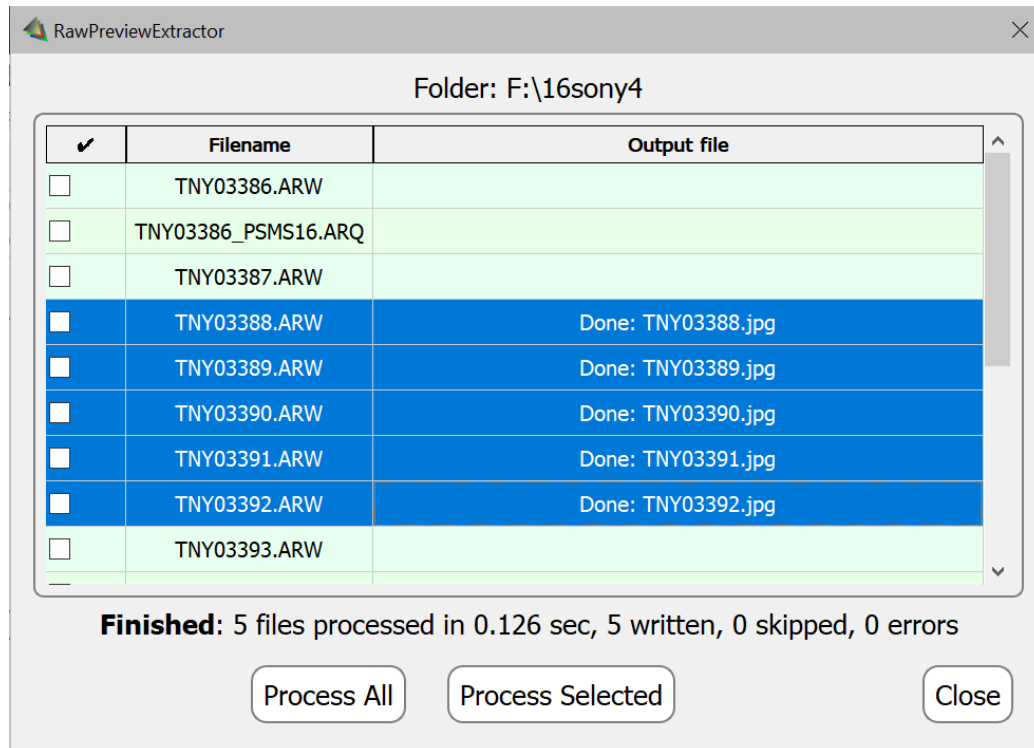 RawPreviewExtractor
Folder: F:\16sony4
✔ Filename Output file
TNY03386.ARW
TNY03386_PSMS16.ARQ
TNY03387.ARW
TNY03388.ARW Done: TNY03388.jpg
TNY03389.ARW Done: TNY03389.jpg
TNY03390.ARW Done: TNY03390.jpg
TNY03391.ARW Done: TNY03391.jpg
TNY03392.ARW Done: TNY03392.jpg
TNY03393.ARW
Finished: 5 files processed in 0.126 sec, 5 written, 0 skipped, 0 errors
Process All Process Selected Close